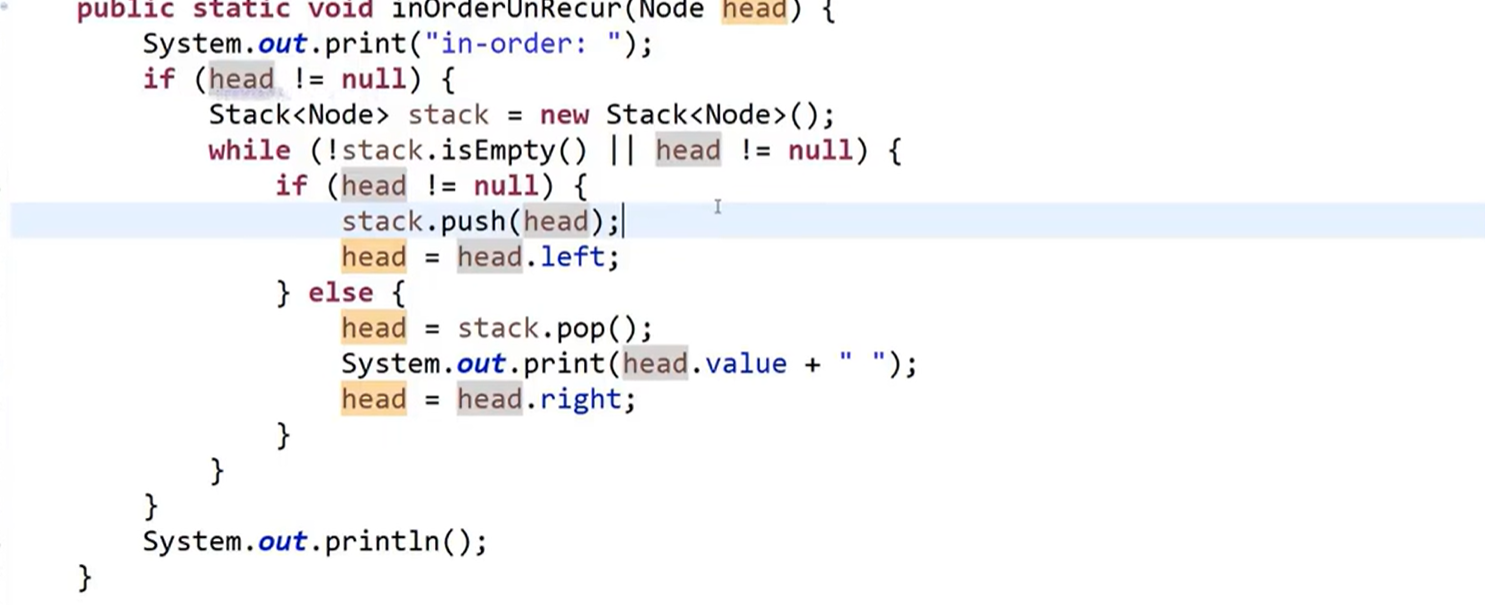 public static void inOrderUnRecur(Node head) {
System.out.print("in-order: ");
if (head != null) {
Stack<Node> stack = new Stack<Node>();
while (!stack.isEmpty() || head != null) {
if (head != null) {
stack.push(head);
head = head.left;
} else {
head = stack.pop();
System.out.print(head.value + " ");
head = head.right;
}
}
}
System.out.println();
}